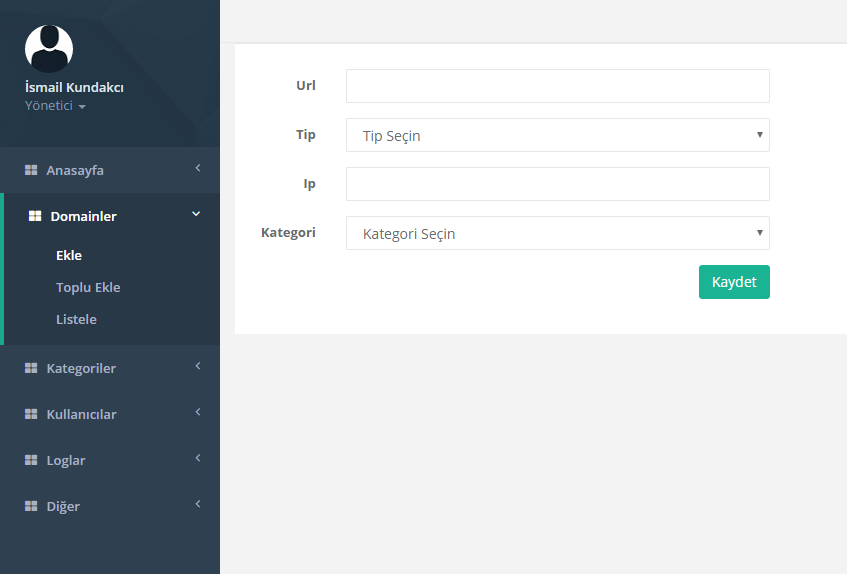 İsmail Kundakcı
Yönetici
Anasayfa
Domainler
Ekle
Toplu Ekle
Listele
Kategoriler
Kullanıcılar
Loglar
Diğer
Url
Tip
Tip Seçin
Ip
Kategori
Kategori Seçin
Kaydet